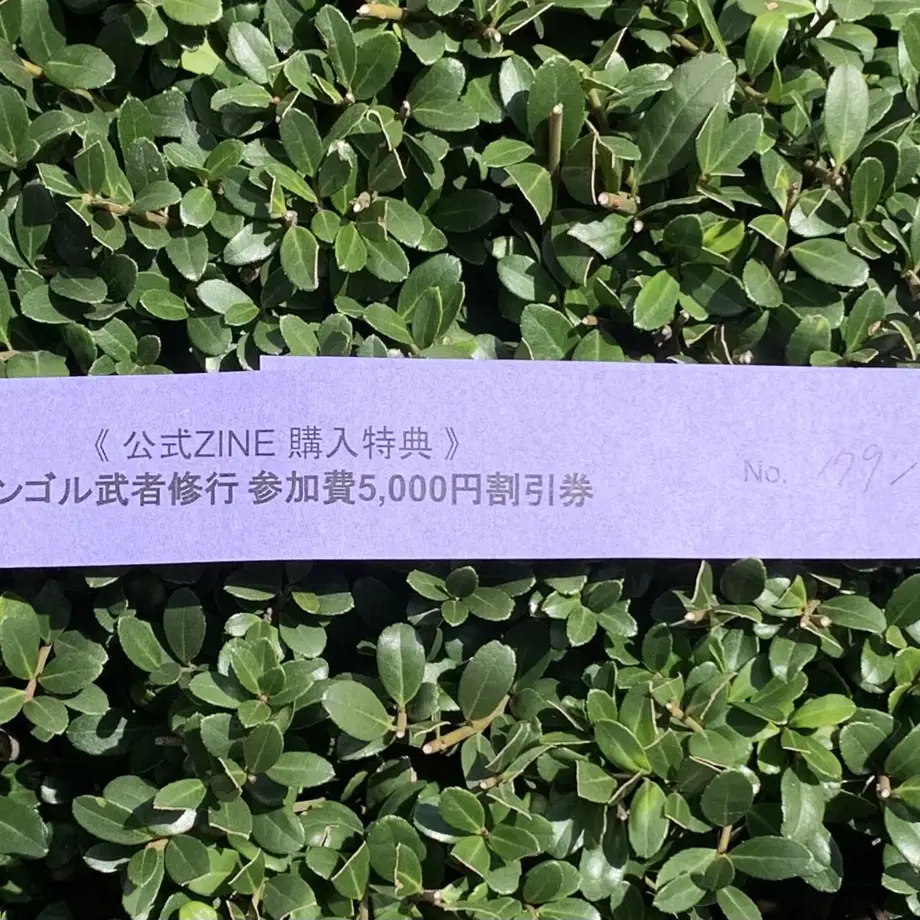 《 公式ZINE 購入特典 》
ンゴル武者修行 参加費5,000円割引券
No.